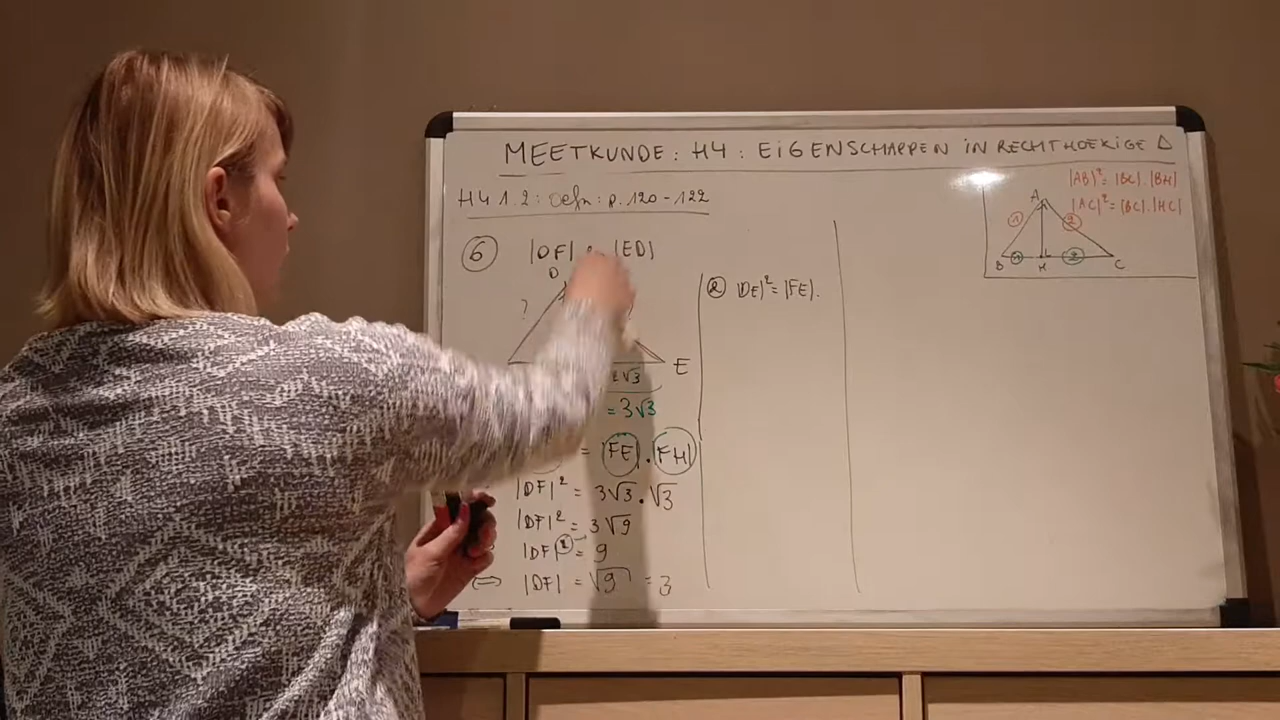 MEETKUNDE: H4: EIGENSCHAPPEN IN RECHTHOEKIGE Δ
H4 1.2: Oefn: p. 120 - 122
⑥ |DF| |ED|
D
?
E
2√3
= 3√3
= |FE| . |FH|
|DF|² = 3√3 . √3
|DF|² = 3√9
|DF|² = 9
⇔ |DF| = √9 = 3
② |DE|² = |FE|.
|AB|² = |BC| . |BH|
|AC|² = |BC| . |HC|
A
① ②
B ① H ② C